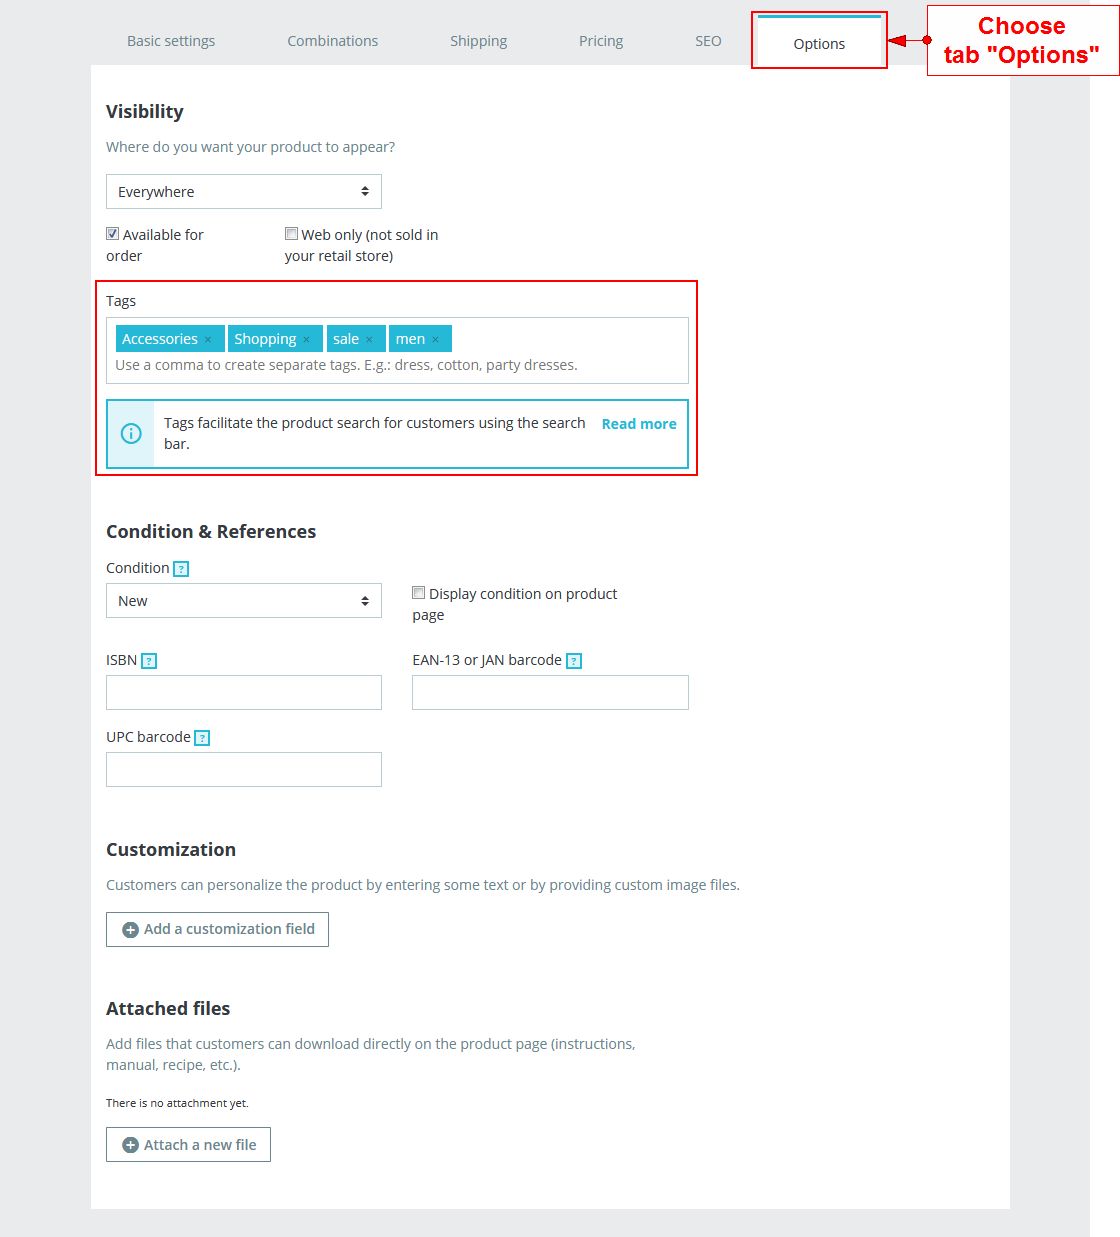 Basic settings Combinations Shipping Pricing SEO Options
Choose
tab "Options"
Visibility
Where do you want your product to appear?
Everywhere
Available for
order
Web only (not sold in
your retail store)
Tags
Accessories × Shopping × sale × men ×
Use a comma to create separate tags. E.g.: dress, cotton, party dresses.
Tags facilitate the product search for customers using the search
bar.
Read more
Condition & References
Condition ?
New
Display condition on product
page
ISBN ? EAN-13 or JAN barcode ?
UPC barcode ?
Customization
Customers can personalize the product by entering some text or by providing custom image files.
Add a customization field
Attached files
Add files that customers can download directly on the product page (instructions,
manual, recipe, etc.).
There is no attachment yet.
Attach a new file